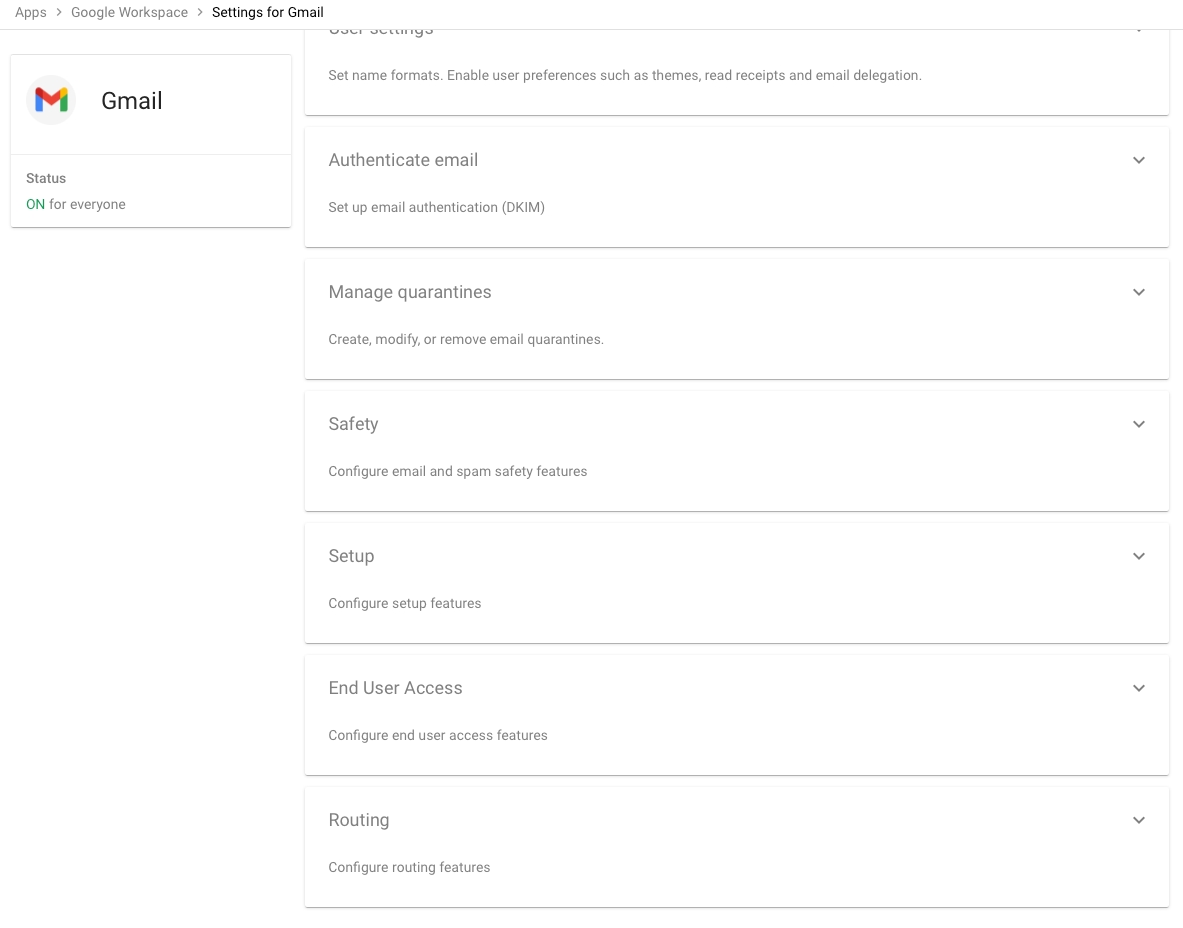 Apps > Google Workspace > Settings for Gmail
User settings
Set name formats. Enable user preferences such as themes, read receipts and email delegation.
Gmail
Status
ON for everyone
Authenticate email
Set up email authentication (DKIM)
Manage quarantines
Create, modify, or remove email quarantines.
Safety
Configure email and spam safety features
Setup
Configure setup features
End User Access
Configure end user access features
Routing
Configure routing features